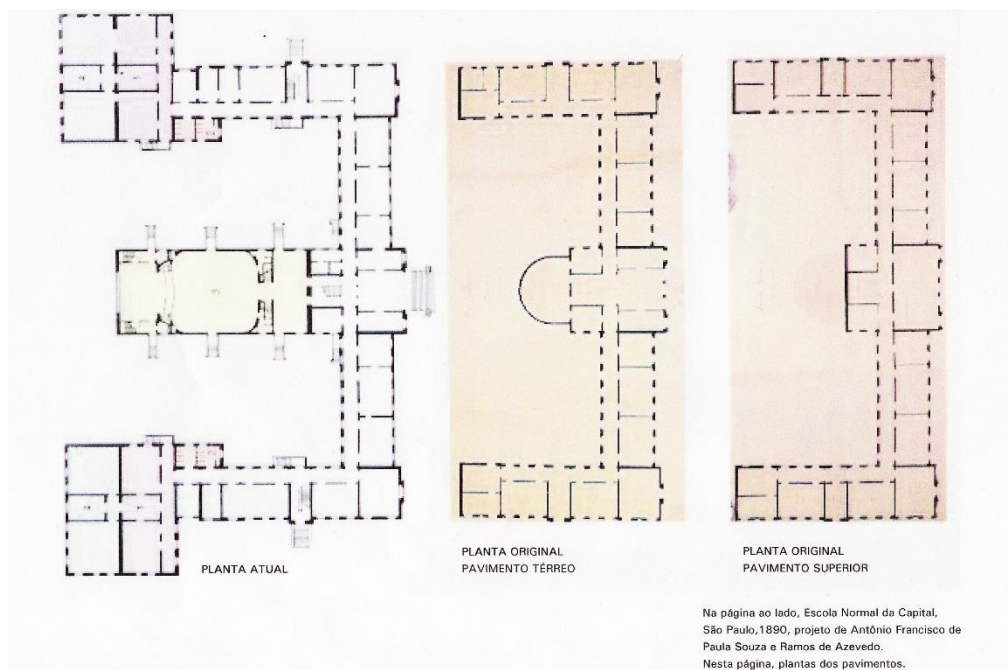 PLANTA ATUAL
PLANTA ORIGINAL
PAVIMENTO TÉRREO
PLANTA ORIGINAL
PAVIMENTO SUPERIOR
Na página ao lado, Escola Normal da Capital,
São Paulo,1890, projeto de Antônio Francisco de
Paula Souza e Ramos de Azevedo.
Nesta página, plantas dos pavimentos.